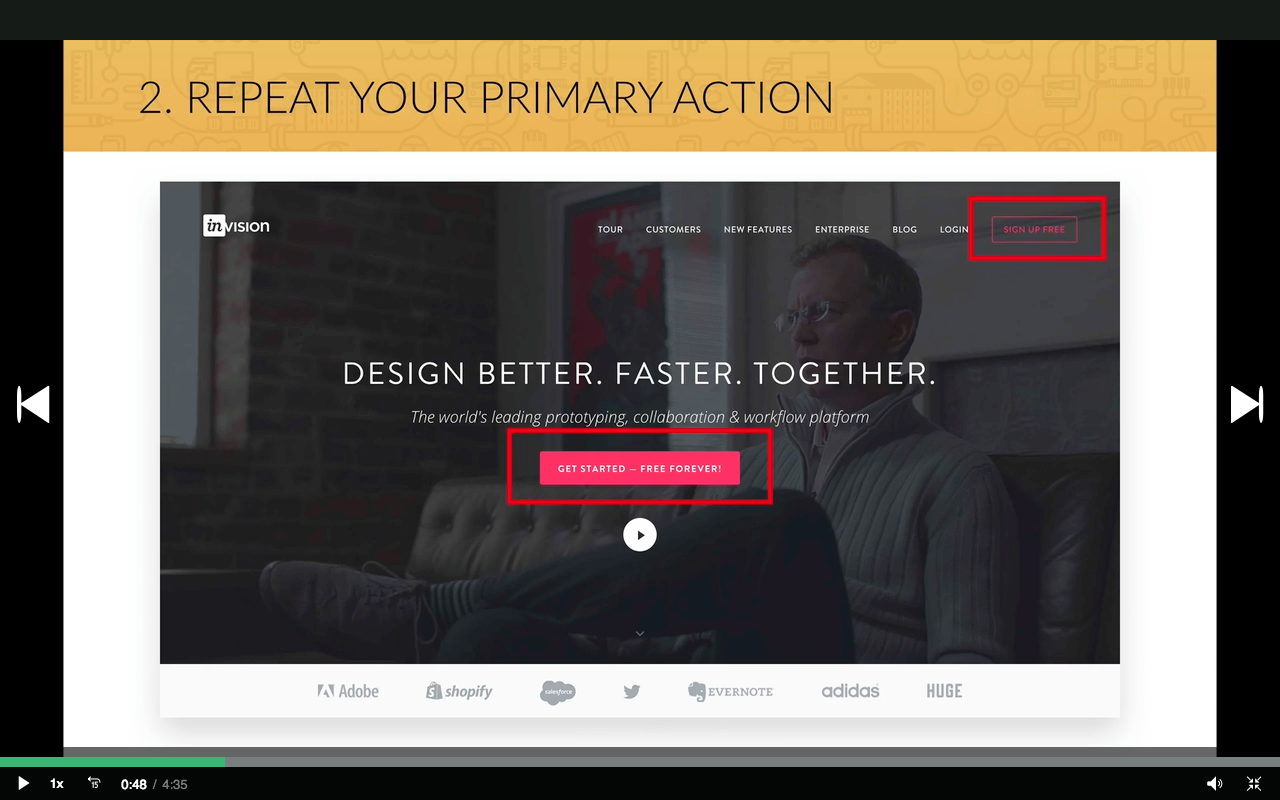 2. REPEAT YOUR PRIMARY ACTION
inVISION
TOUR CUSTOMERS NEW FEATURES ENTERPRISE BLOG LOGIN SIGN UP FREE
DESIGN BETTER. FASTER. TOGETHER.
The world's leading prototyping, collaboration & workflow platform
GET STARTED — FREE FOREVER!
Adobe shopify salesforce EVERNOTE adidas HUGE
1x 15 0:48 / 4:35